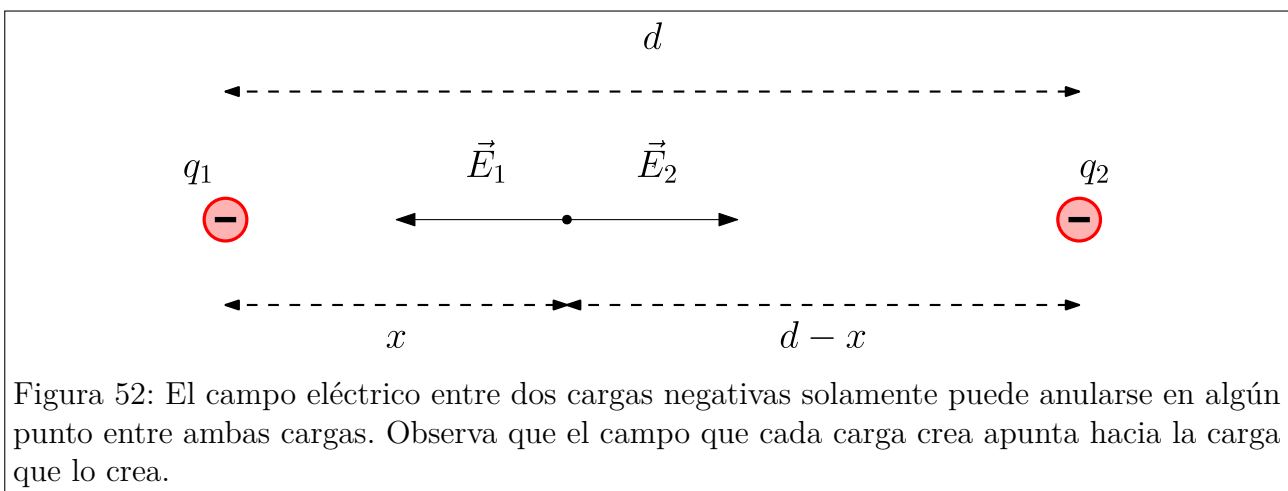 d
q₁ E⃗₁ E⃗₂ q₂
x d − x
Figura 52: El campo eléctrico entre dos cargas negativas solamente puede anularse en algún
punto entre ambas cargas. Observa que el campo que cada carga crea apunta hacia la carga
que lo crea.